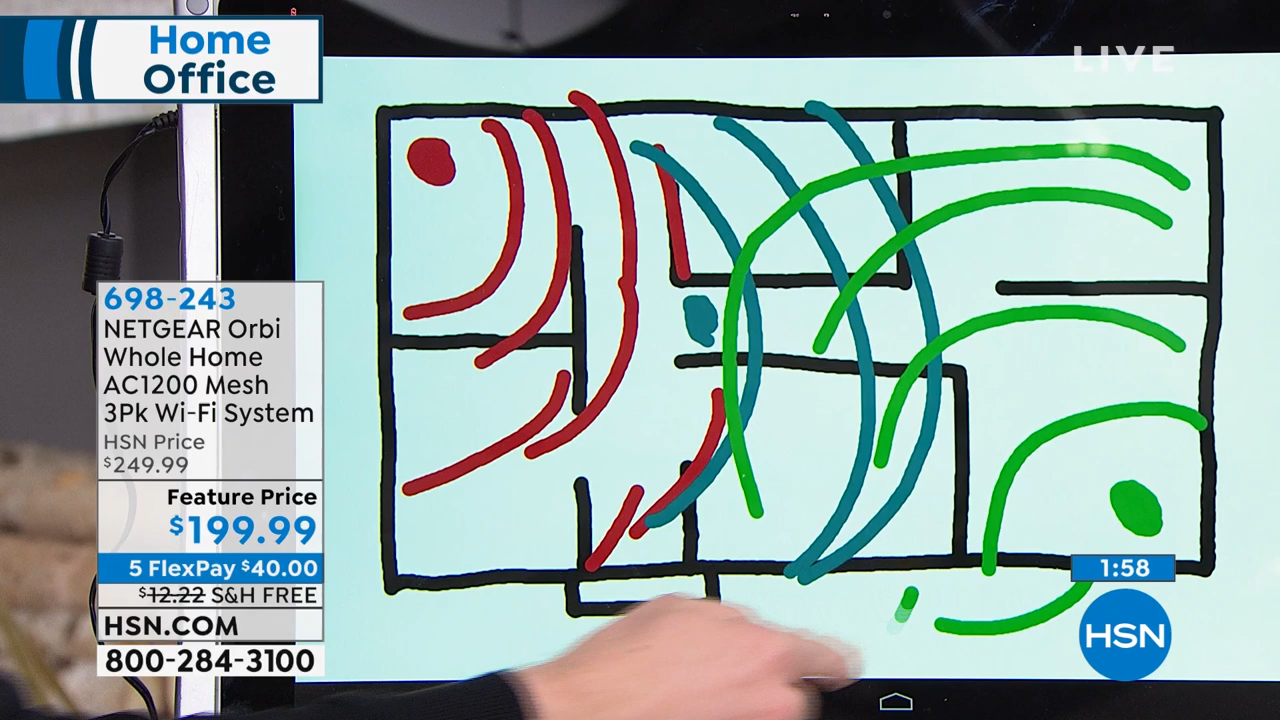 Home
Office
LIVE
698-243
NETGEAR Orbi
Whole Home
AC1200 Mesh
3Pk Wi-Fi System
HSN Price
$249.99
Feature Price
$199.99
5 FlexPay $40.00
$12.22 S&H FREE
HSN.COM
800-284-3100
1:58
HSN